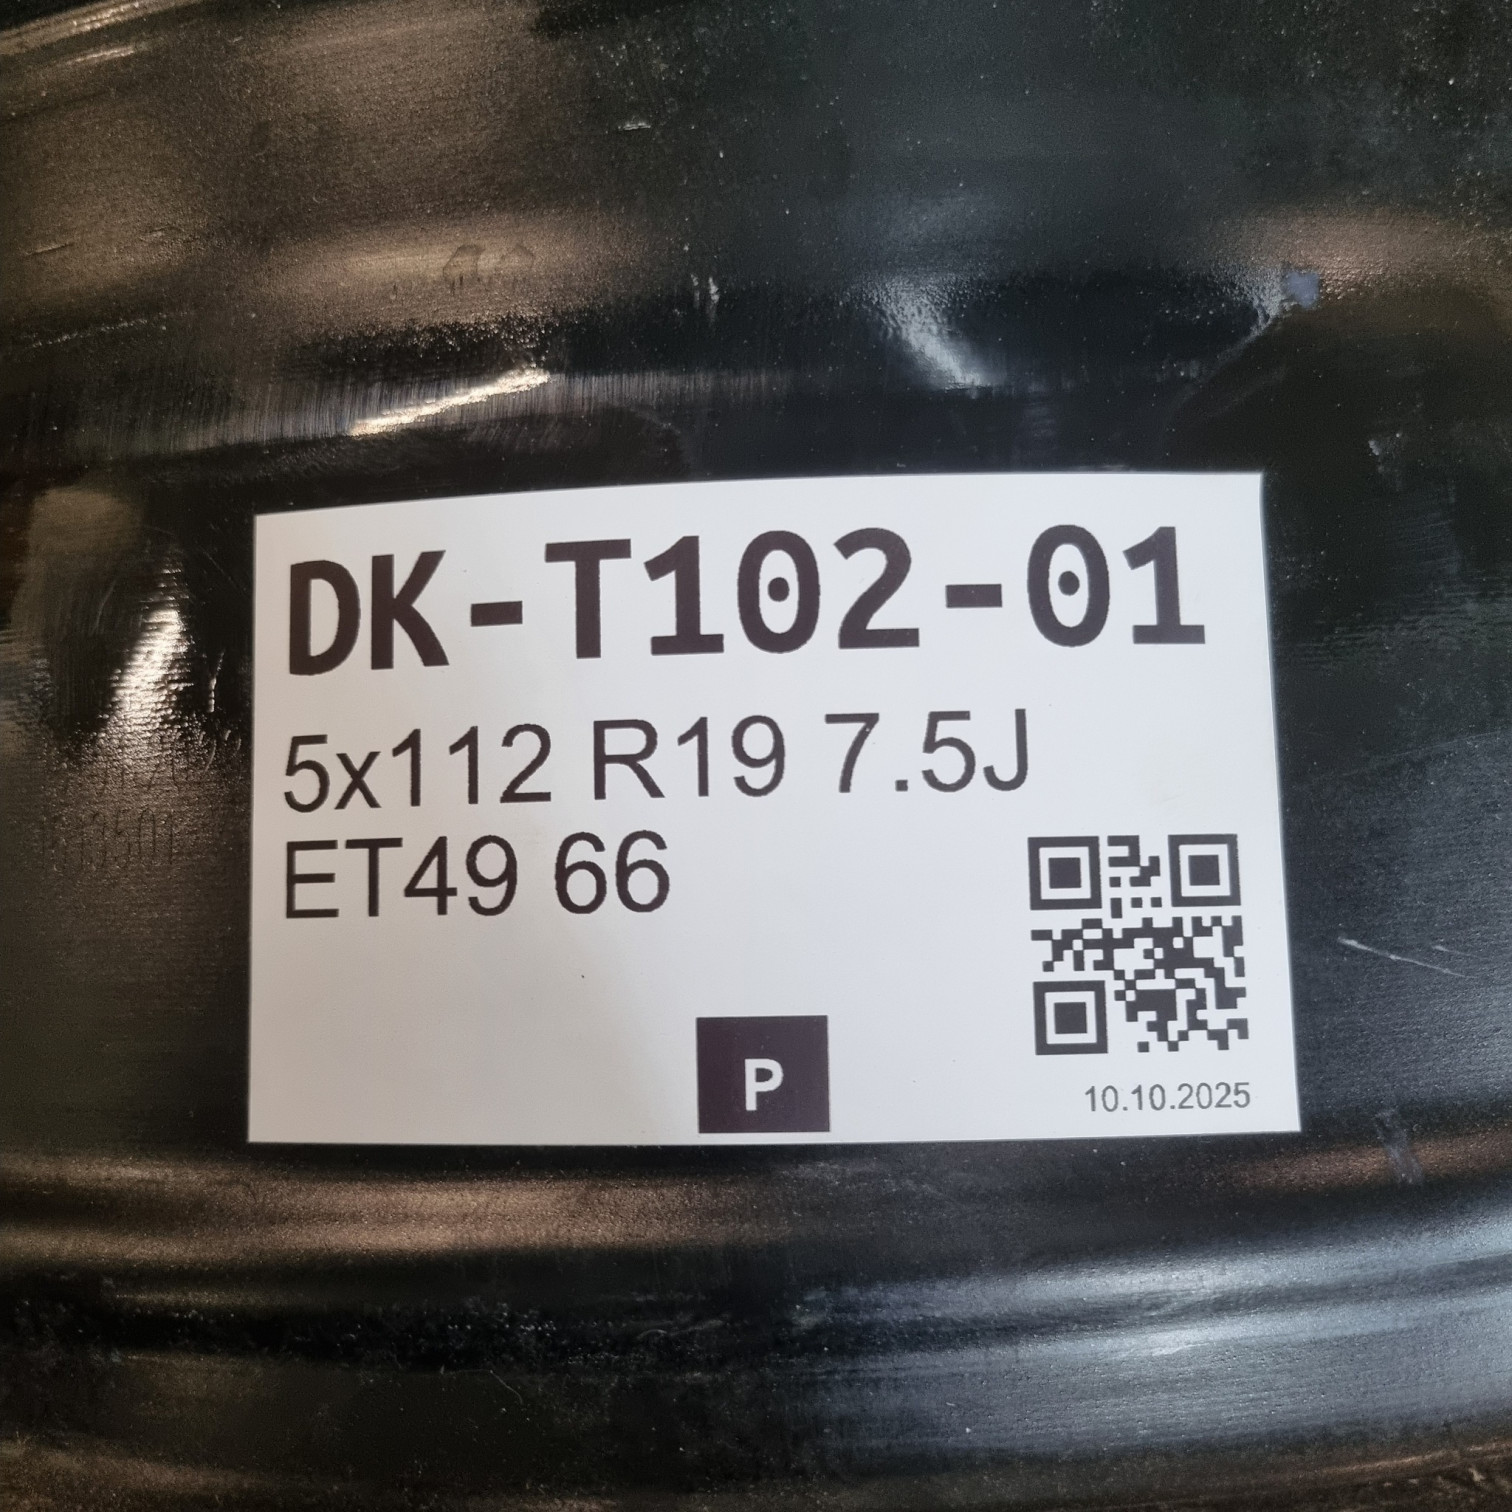 DK-T102-01
5x112 R19 7.5J
ET49 66
P
10.10.2025